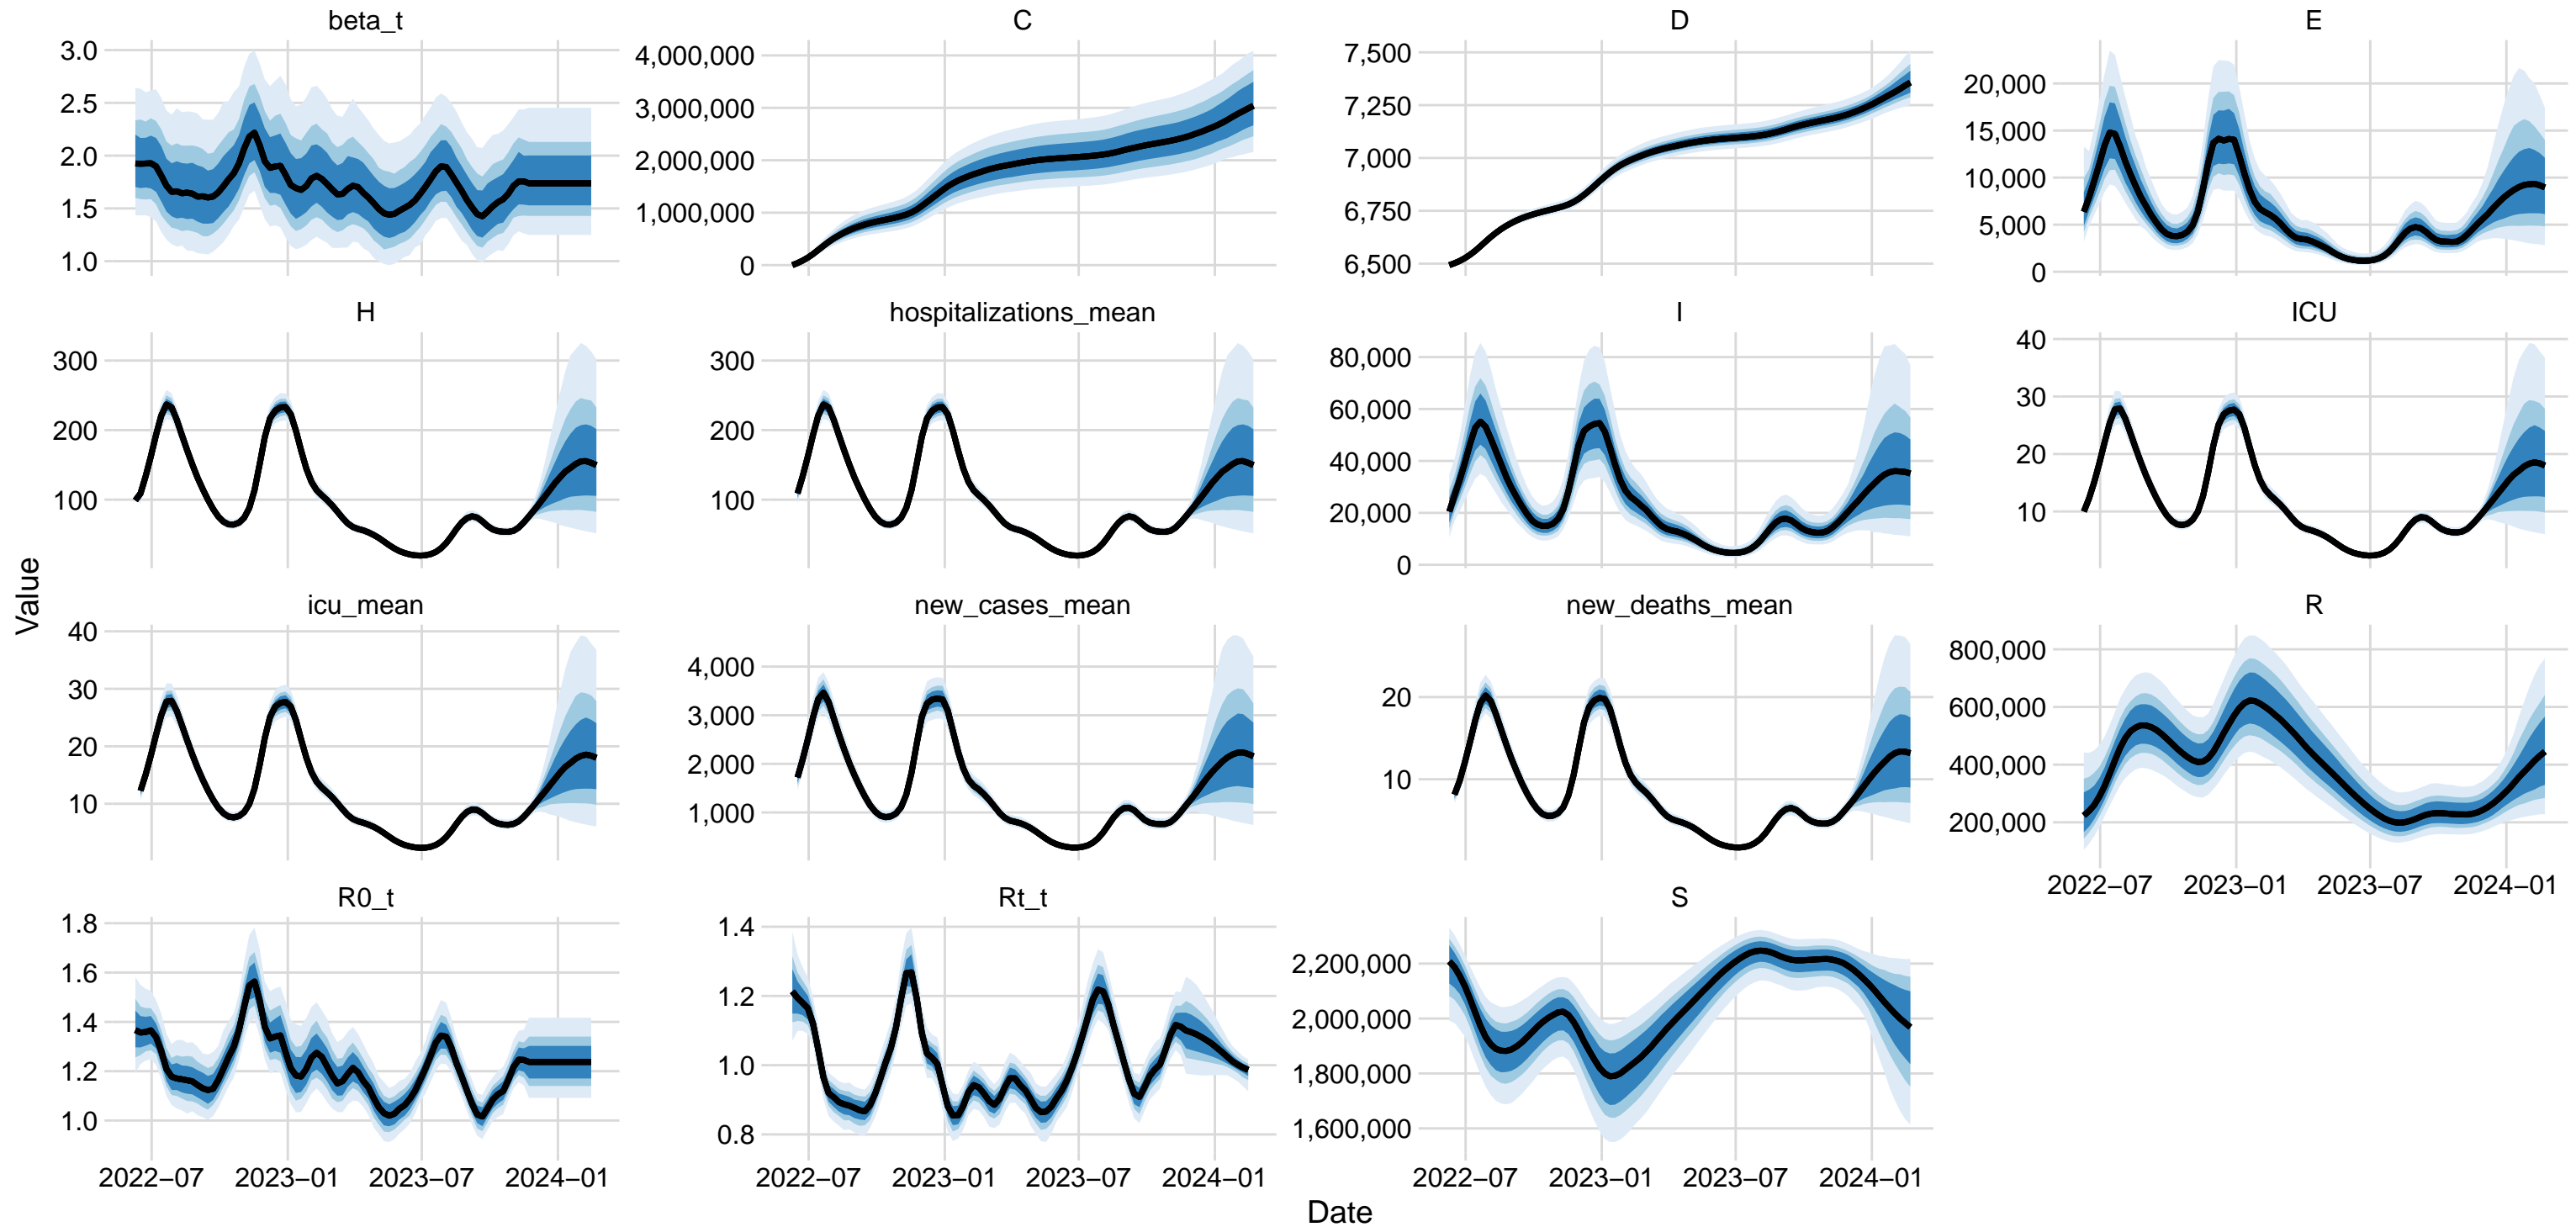 beta_t
C
D
E
3.0
2.5
2.0
1.5
1.0
4,000,000
3,000,000
2,000,000
1,000,000
0
7,500
7,250
7,000
6,750
6,500
20,000
15,000
10,000
5,000
0
H
hospitalizations_mean
I
ICU
300
200
100
300
200
100
80,000
60,000
40,000
20,000
0
40
30
20
10
Value
icu_mean
new_cases_mean
new_deaths_mean
R
40
30
20
10
4,000
3,000
2,000
1,000
20
10
800,000
600,000
400,000
200,000
2022−07 2023−01 2023−07 2024−01
R0_t
Rt_t
S
1.8
1.6
1.4
1.2
1.0
1.4
1.2
1.0
0.8
2,200,000
2,000,000
1,800,000
1,600,000
2022−07 2023−01 2023−07 2024−01
2022−07 2023−01 2023−07 2024−01
2022−07 2023−01 2023−07 2024−01
Date